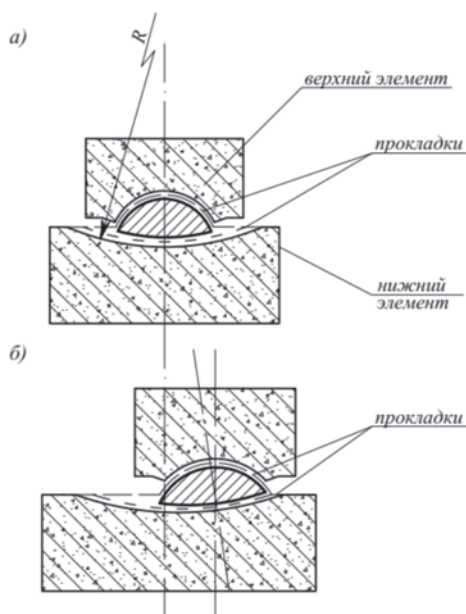 а)
R
верхний элемент
прокладки
нижний
элемент
б)
прокладки